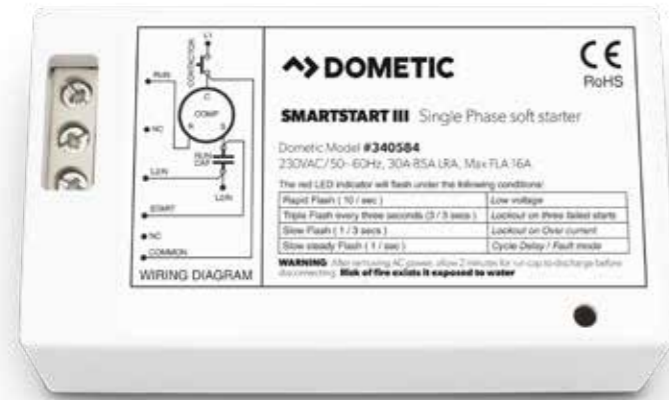 L1
CONTACTOR
RUN
C
COMP
R S
NC
RUN
CAP
L2/N
L2/N
START
NC
COMMON
WIRING DIAGRAM
DOMETIC
CE
RoHS
SMARTSTART III Single Phase soft starter
Dometic Model #340584
230VAC/50-60Hz, 30A-85A LRA, Max FLA 16A
The red LED indicator will flash under the following conditions:
Rapid Flash ( 10 / sec ) Low voltage
Triple Flash every three seconds ( 3 / 3 secs ) Lockout on three failed starts
Slow Flash ( 1 / 3 secs ) Lockout on Over current
Slow steady Flash ( 1 / sec ) Cycle Delay / Fault mode
WARNING After removing AC power, allow 2 minutes for run cap to discharge before
disconnecting. Risk of fire exists if exposed to water